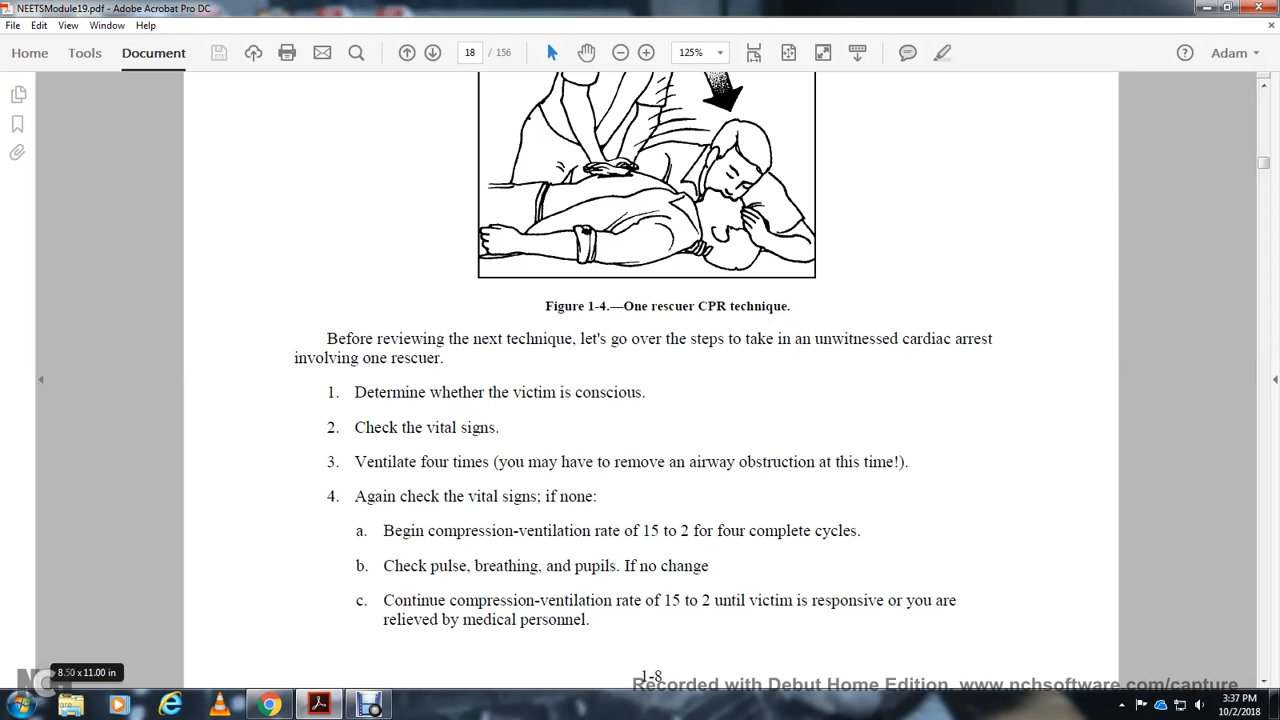 NEETSModule19.pdf - Adobe Acrobat Pro DC
File Edit View Window Help
Home Tools Document 18 / 156 125% Adam
Figure 1-4.—One rescuer CPR technique.
Before reviewing the next technique, let's go over the steps to take in an unwitnessed cardiac arrest
involving one rescuer.
1. Determine whether the victim is conscious.
2. Check the vital signs.
3. Ventilate four times (you may have to remove an airway obstruction at this time!).
4. Again check the vital signs; if none:
a. Begin compression-ventilation rate of 15 to 2 for four complete cycles.
b. Check pulse, breathing, and pupils. If no change
c. Continue compression-ventilation rate of 15 to 2 until victim is responsive or you are
relieved by medical personnel.
8.50 x 11.00 in
1-8
NCH
Recorded with Debut Home Edition. www.nchsoftware.com/capture
3:37 PM
10/2/2018